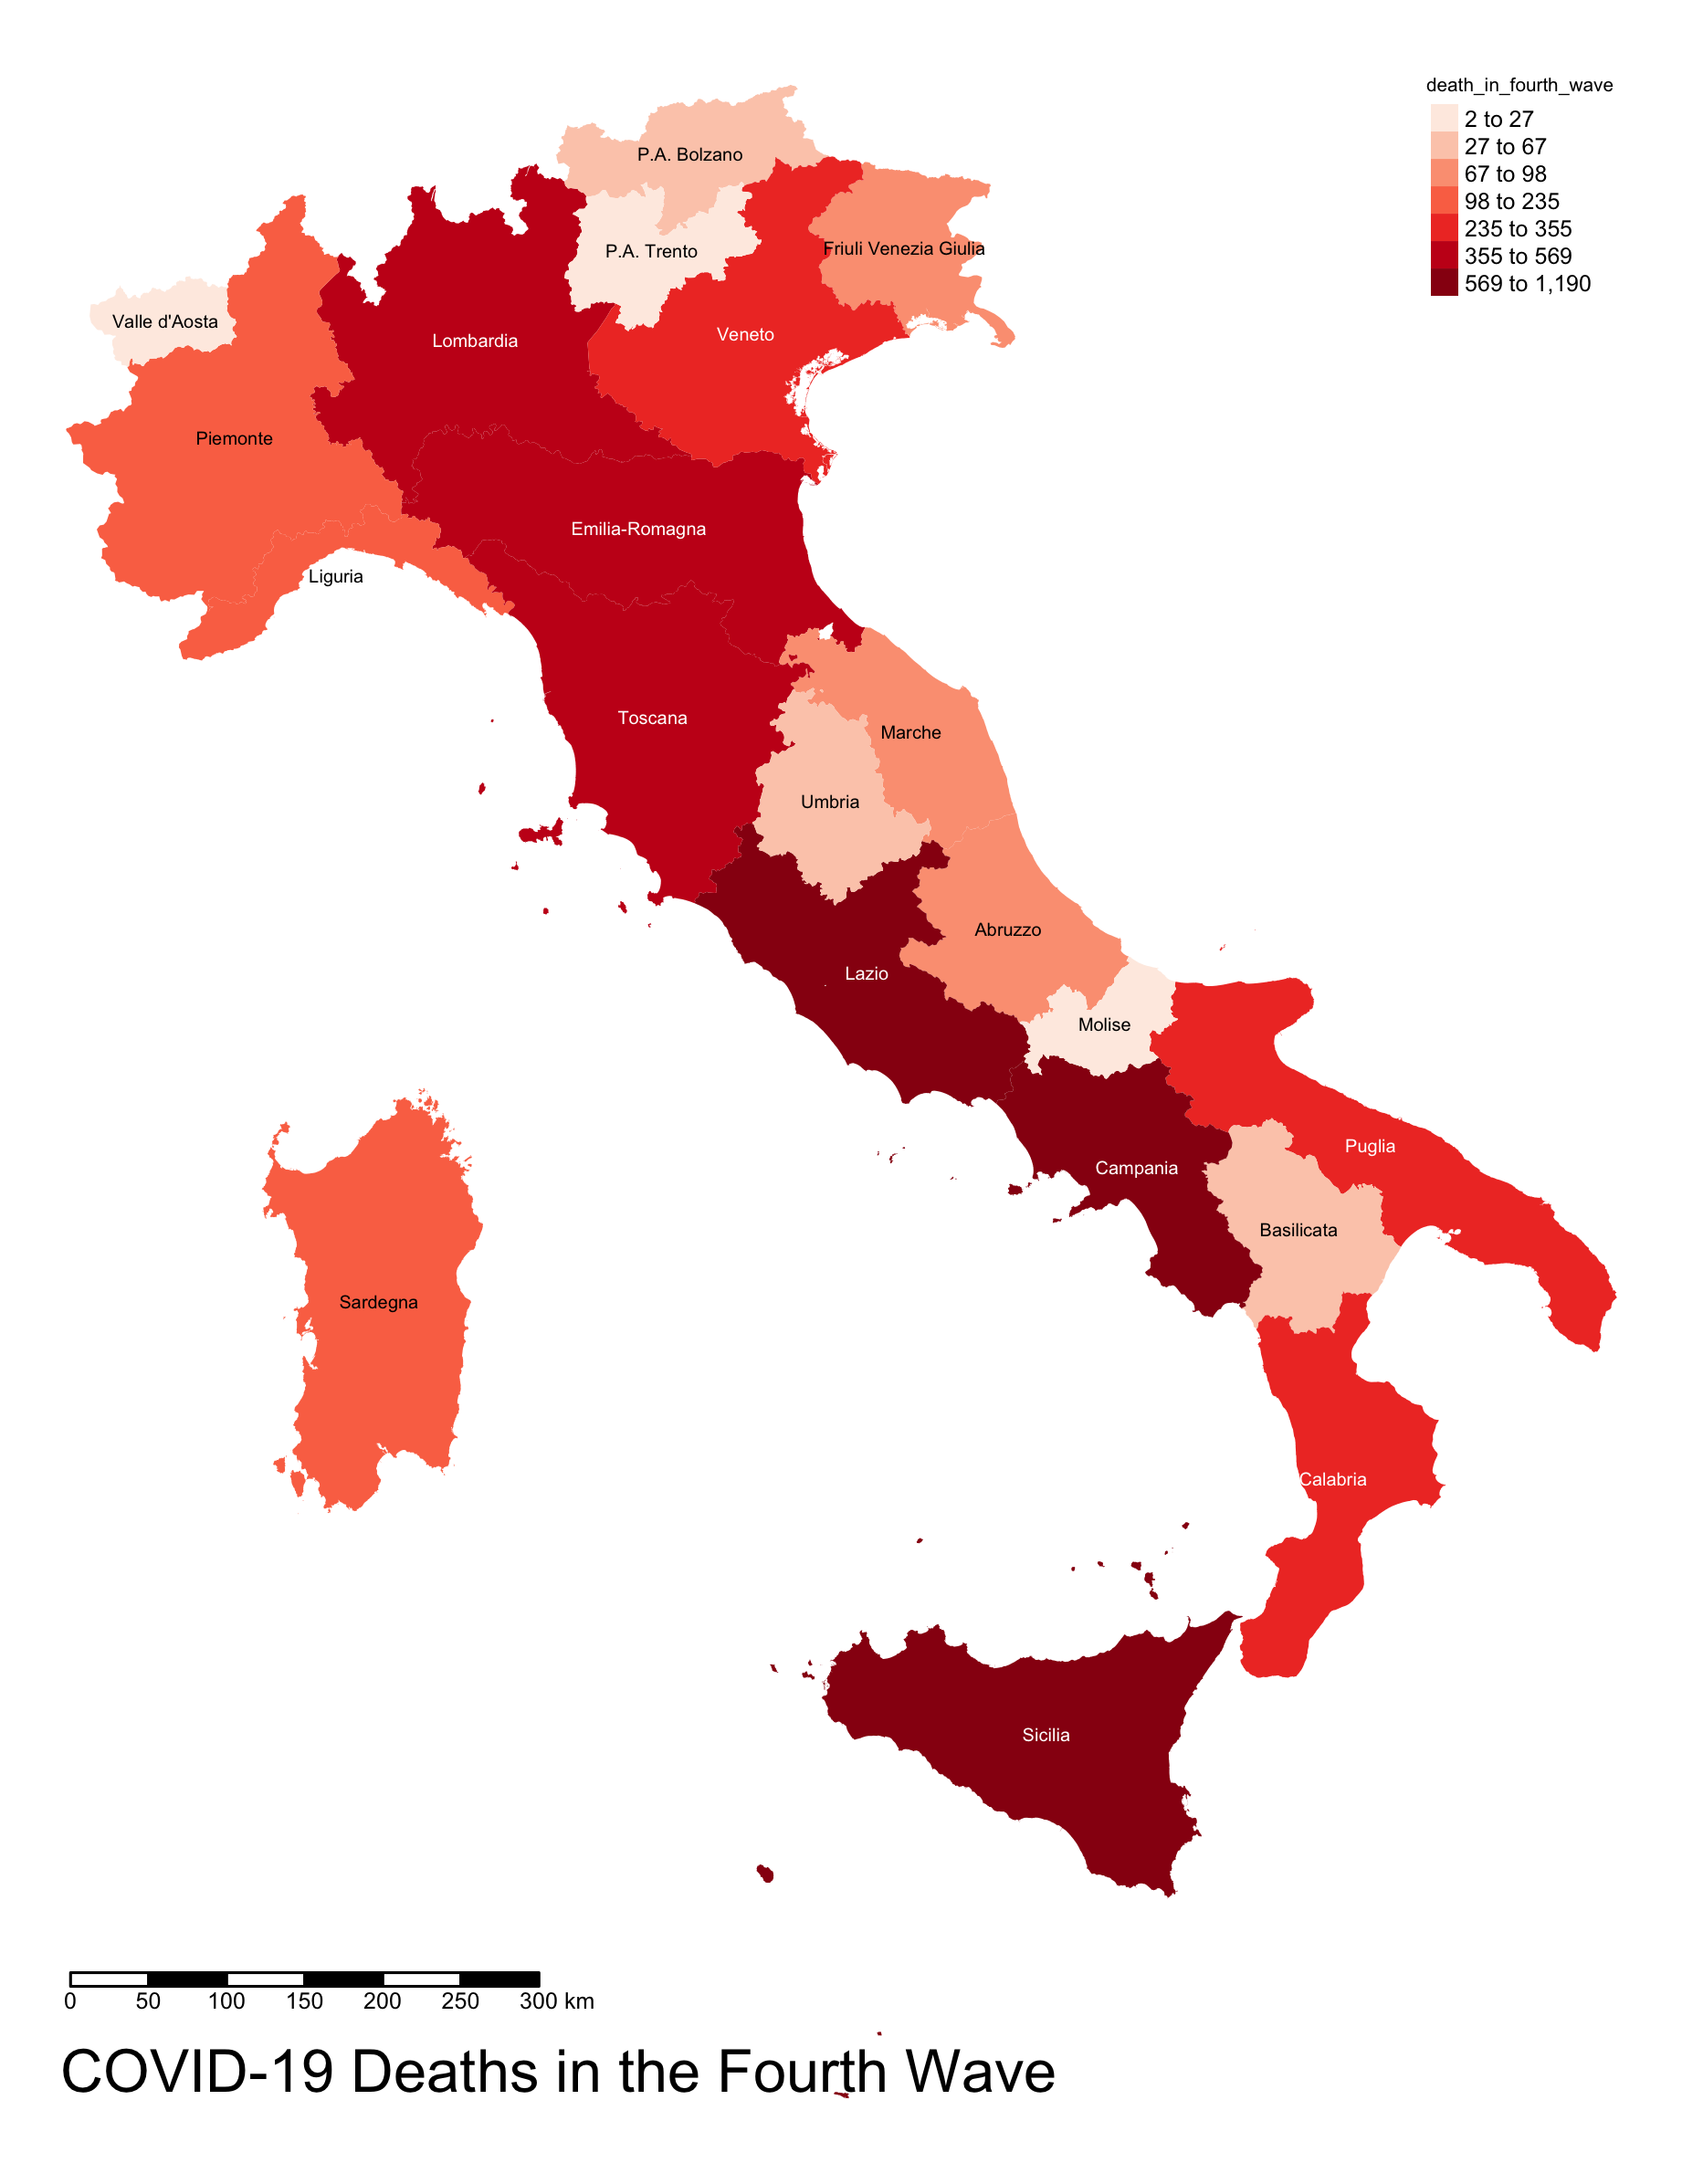 death_in_fourth_wave
2 to 27
27 to 67
67 to 98
98 to 235
235 to 355
355 to 569
569 to 1,190
P.A. Bolzano
P.A. Trento
Friuli Venezia Giulia
Valle d'Aosta
Lombardia
Veneto
Piemonte
Emilia-Romagna
Liguria
Toscana
Marche
Umbria
Abruzzo
Lazio
Molise
Puglia
Campania
Basilicata
Sardegna
Calabria
Sicilia
0 50 100 150 200 250 300 km
COVID-19 Deaths in the Fourth Wave